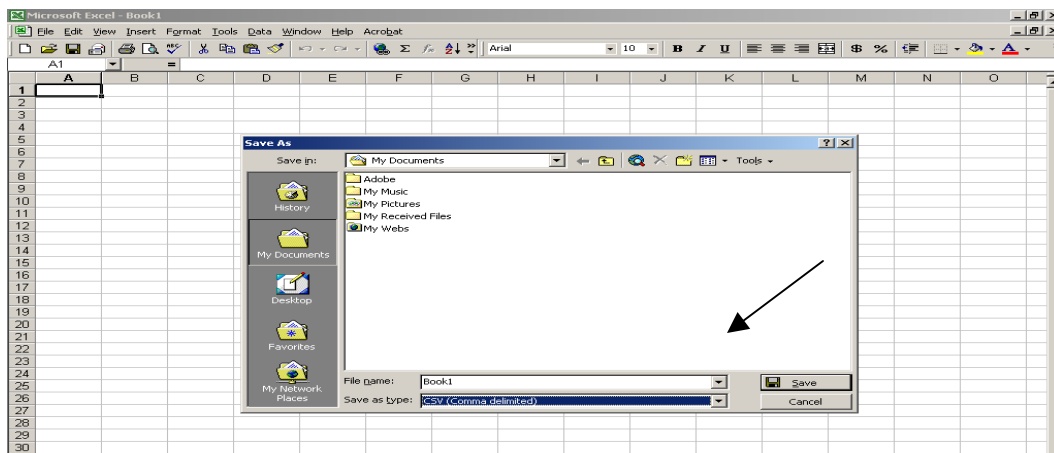 Microsoft Excel - Book1
File Edit View Insert Format Tools Data Window Help Acrobat
Arial 10 B I U $ %
A1 =
A B C D E F G H I J K L M N O
1
2
3
4
5
6
7
8
9
10
11
12
13
14
15
16
17
18
19
20
21
22
23
24
25
26
27
28
29
30
Save As
Save in: My Documents Tools
History
My Documents
Desktop
Favorites
My Network
Places
Adobe
My Music
My Pictures
My Received Files
My Webs
File name: Book1 Save
Save as type: CSV (Comma delimited) Cancel